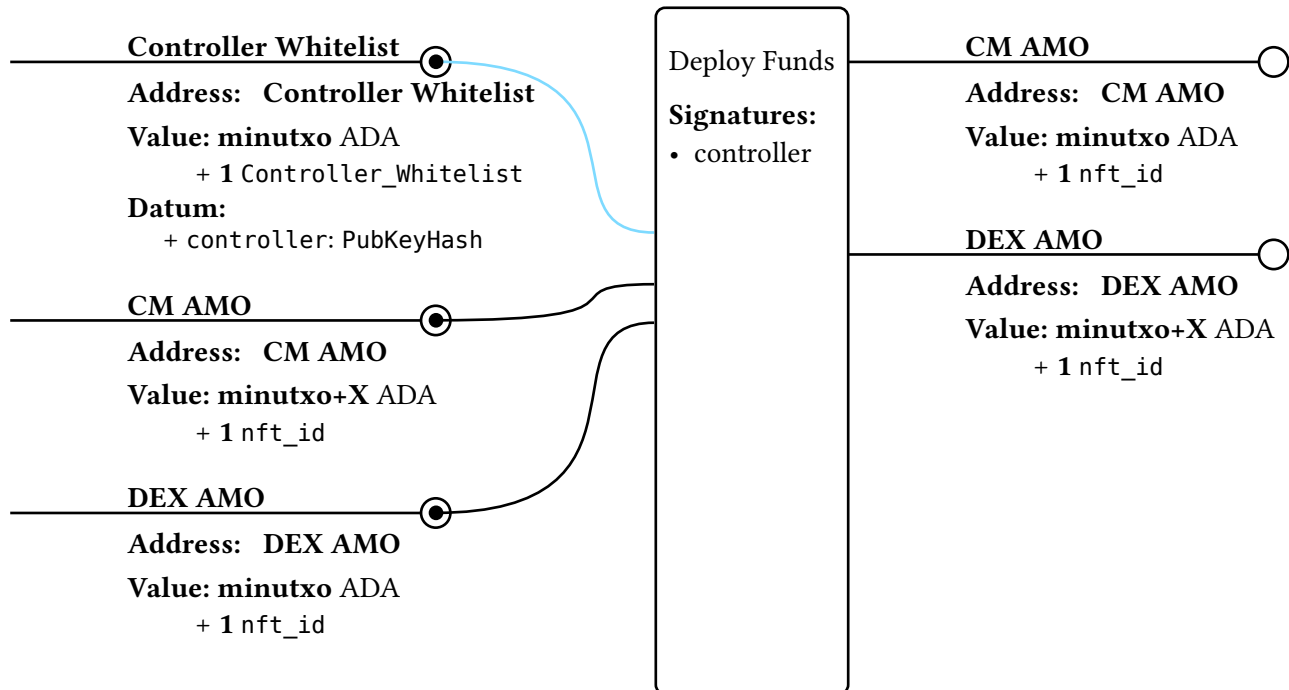 Controller Whitelist
Address: Controller Whitelist
Value: minutxo ADA
+ 1 Controller_Whitelist
Datum:
+ controller: PubKeyHash
CM AMO
Address: CM AMO
Value: minutxo+X ADA
+ 1 nft_id
DEX AMO
Address: DEX AMO
Value: minutxo ADA
+ 1 nft_id
Deploy Funds
Signatures:
• controller
CM AMO
Address: CM AMO
Value: minutxo ADA
+ 1 nft_id
DEX AMO
Address: DEX AMO
Value: minutxo+X ADA
+ 1 nft_id